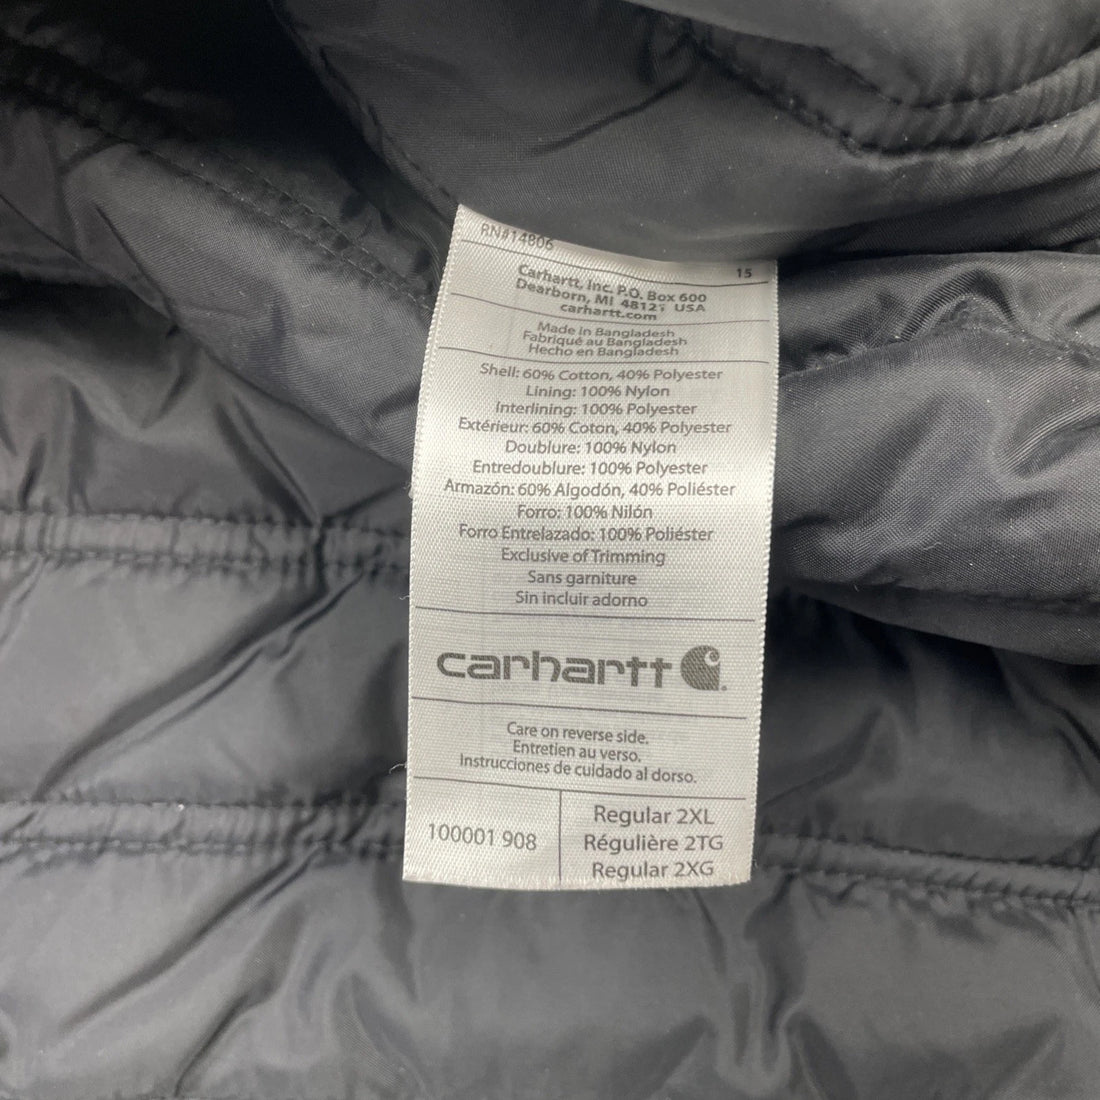 RN#14806
15
Carhartt, Inc. P.O. Box 600
Dearborn, MI 48121 USA
carhartt.com
Made in Bangladesh
Fabriqué au Bangladesh
Hecho en Bangladesh
Shell: 60% Cotton, 40% Polyester
Lining: 100% Nylon
Interlining: 100% Polyester
Extérieur: 60% Coton, 40% Polyester
Doublure: 100% Nylon
Entredoublure: 100% Polyester
Armazón: 60% Algodón, 40% Poliéster
Forro: 100% Nilón
Forro Entrelazado: 100% Poliéster
Exclusive of Trimming
Sans garniture
Sin incluir adorno
carhartt
Care on reverse side.
Entretien au verso.
Instrucciones de cuidado al dorso.
100001 908
Regular 2XL
Régulière 2TG
Regular 2XG